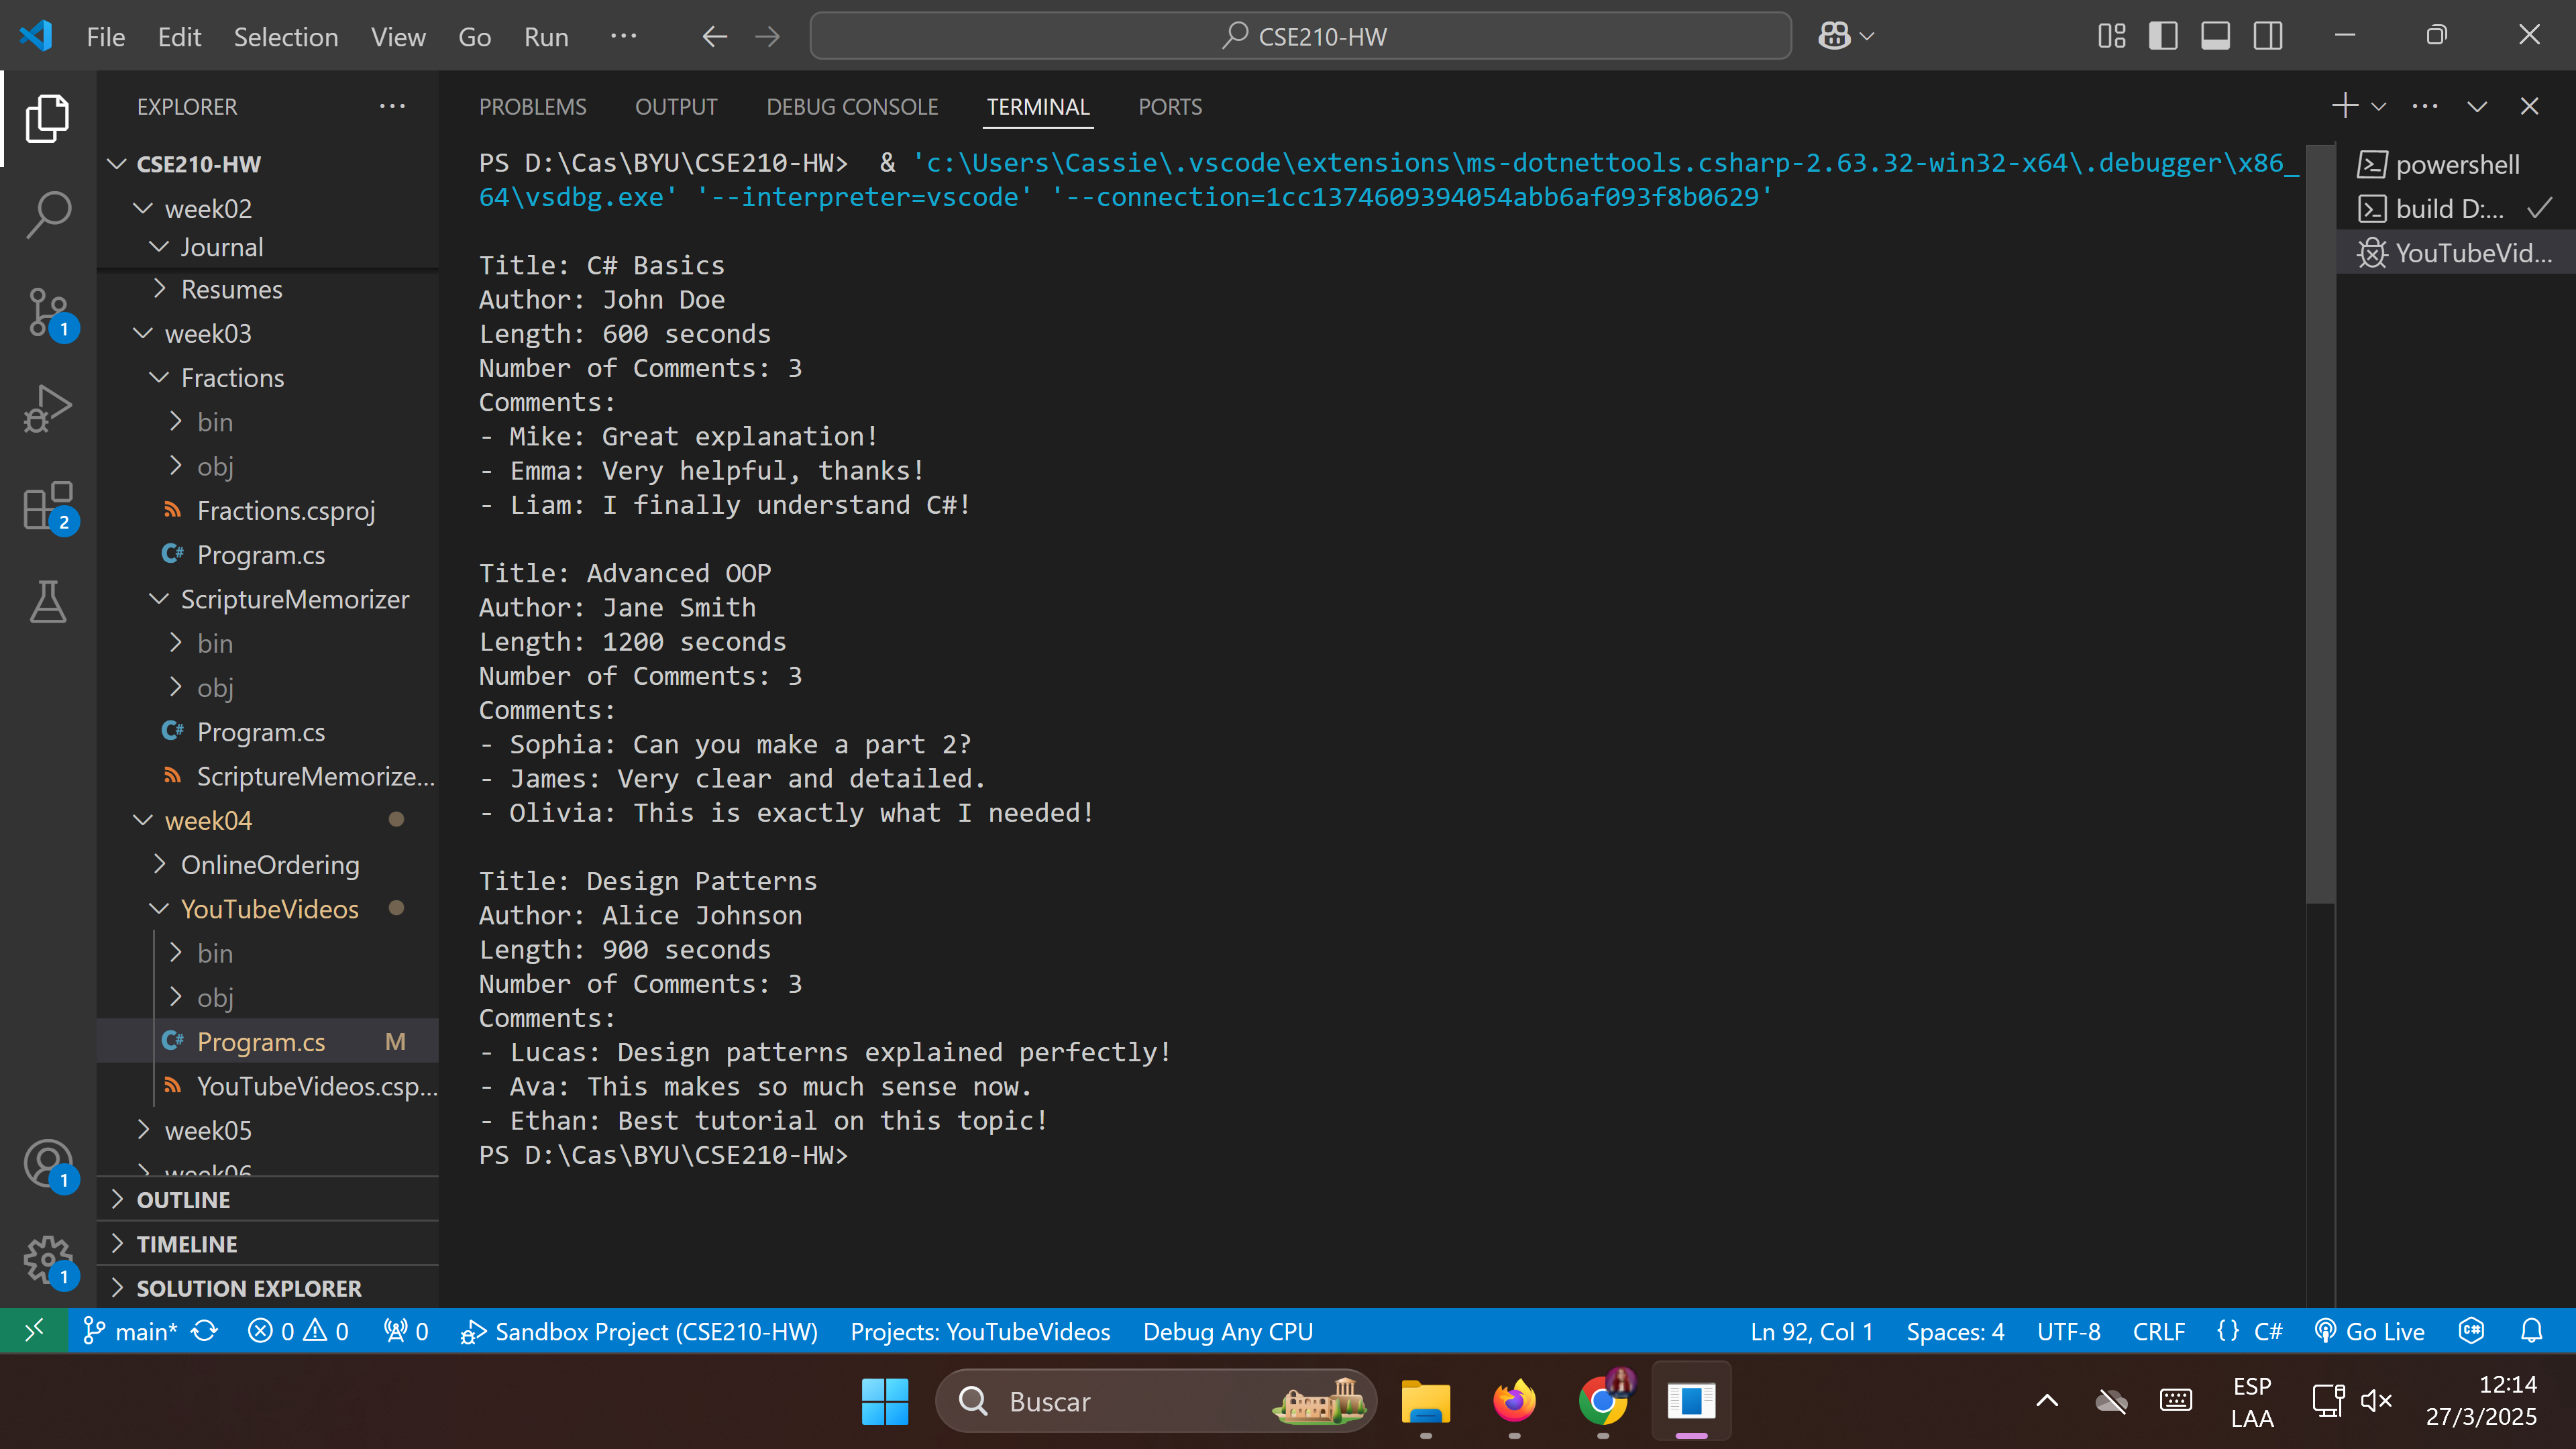 File Edit Selection View Go Run ··· CSE210-HW
EXPLORER
CSE210-HW
week02
Journal
Resumes
week03
Fractions
bin
obj
Fractions.csproj
C# Program.cs
ScriptureMemorizer
bin
obj
C# Program.cs
ScriptureMemorize...
week04
OnlineOrdering
YouTubeVideos
bin
obj
C# Program.cs M
YouTubeVideos.csp...
week05
week06
OUTLINE
TIMELINE
SOLUTION EXPLORER
1
2
1
1
PROBLEMS OUTPUT DEBUG CONSOLE TERMINAL PORTS
PS D:\Cas\BYU\CSE210-HW>  & 'c:\Users\Cassie\.vscode\extensions\ms-dotnettools.csharp-2.63.32-win32-x64\.debugger\x86_
64\vsdbg.exe' '--interpreter=vscode' '--connection=1cc1374609394054abb6af093f8b0629'
Title: C# Basics
Author: John Doe
Length: 600 seconds
Number of Comments: 3
Comments:
- Mike: Great explanation!
- Emma: Very helpful, thanks!
- Liam: I finally understand C#!
Title: Advanced OOP
Author: Jane Smith
Length: 1200 seconds
Number of Comments: 3
Comments:
- Sophia: Can you make a part 2?
- James: Very clear and detailed.
- Olivia: This is exactly what I needed!
Title: Design Patterns
Author: Alice Johnson
Length: 900 seconds
Number of Comments: 3
Comments:
- Lucas: Design patterns explained perfectly!
- Ava: This makes so much sense now.
- Ethan: Best tutorial on this topic!
PS D:\Cas\BYU\CSE210-HW>
powershell
build D:...
YouTubeVid...
main* 0 0 0 Sandbox Project (CSE210-HW) Projects: YouTubeVideos Debug Any CPU Ln 92, Col 1 Spaces: 4 UTF-8 CRLF {} C# Go Live
Buscar
ESP
LAA
12:14
27/3/2025